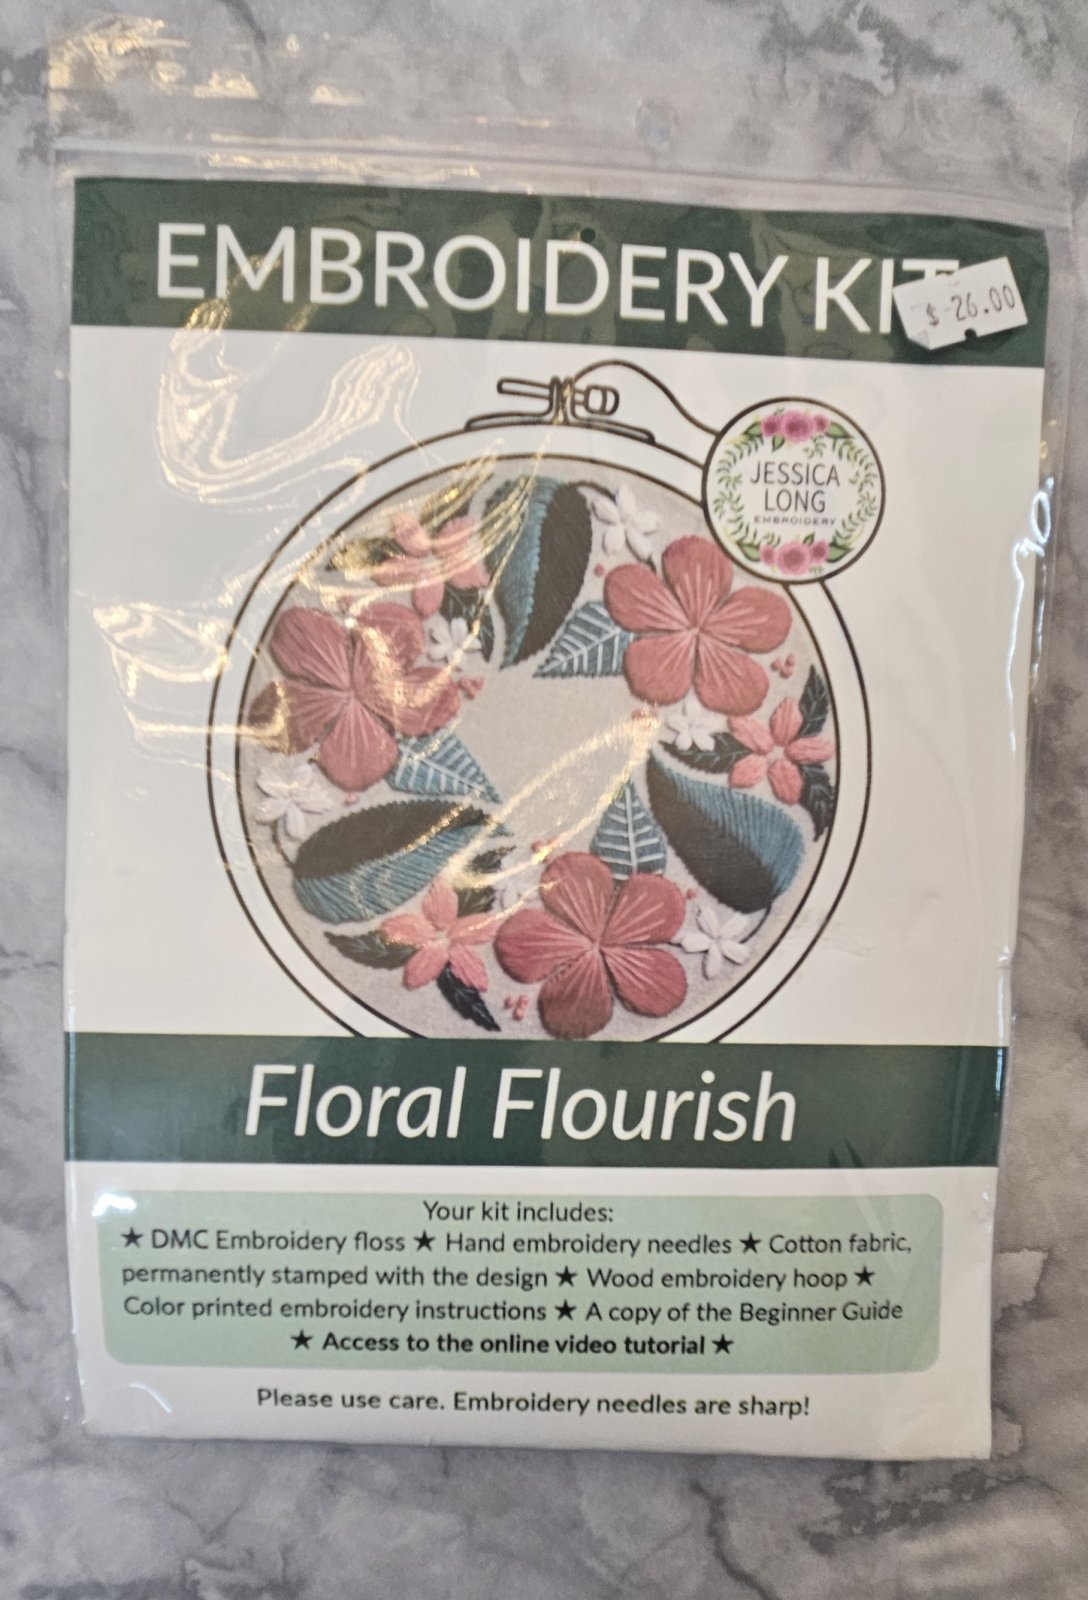 EMBROIDERY KIT
$ 26.00
JESSICA
LONG
EMBROIDERY
Floral Flourish
Your kit includes:
★ DMC Embroidery floss ★ Hand embroidery needles ★ Cotton fabric,
permanently stamped with the design ★ Wood embroidery hoop ★
Color printed embroidery instructions ★ A copy of the Beginner Guide
★ Access to the online video tutorial ★
Please use care. Embroidery needles are sharp!